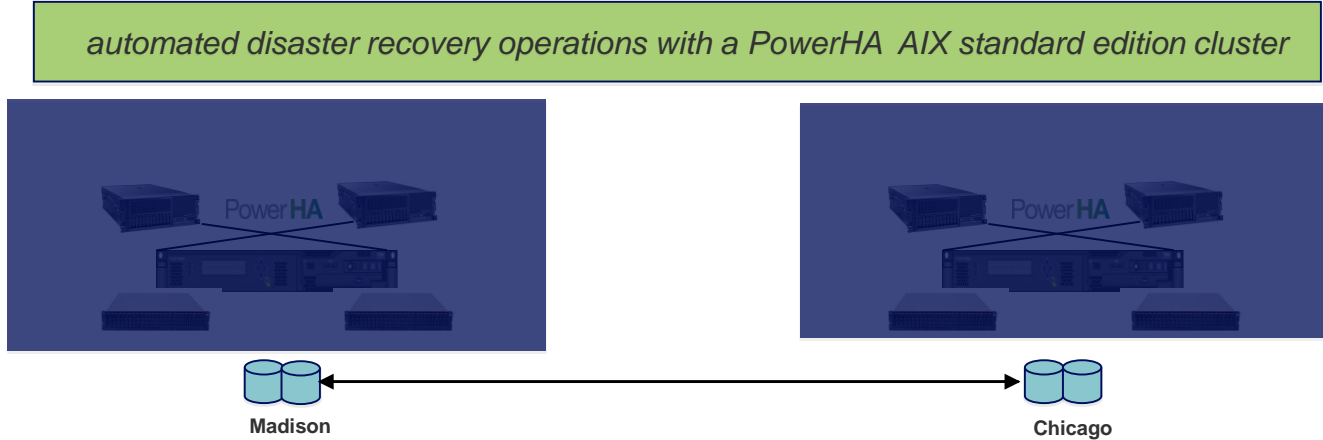 automated disaster recovery operations with a PowerHA AIX standard edition cluster
PowerHA
PowerHA
Madison
Chicago